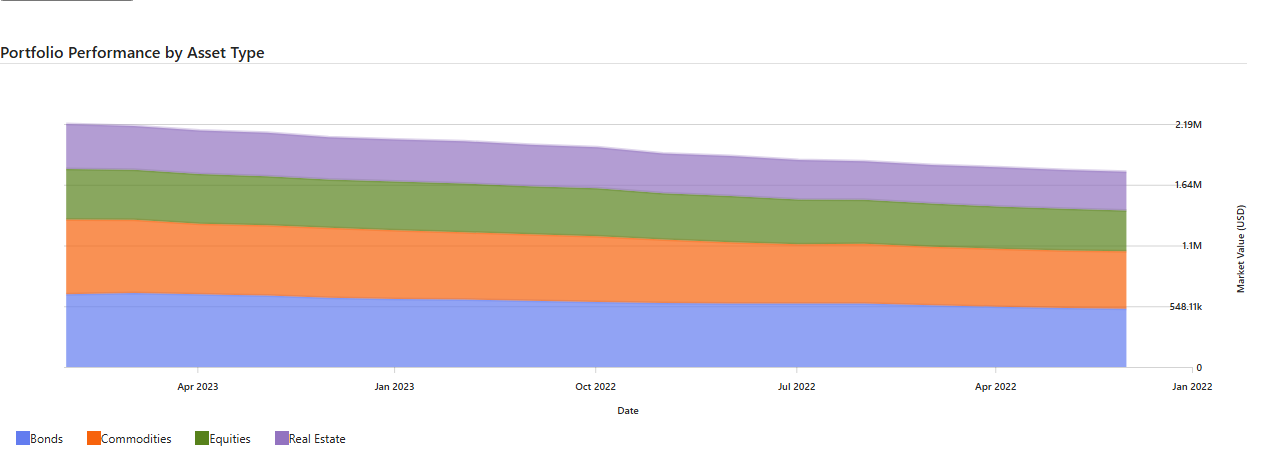 Portfolio Performance by Asset Type
2.19M
1.64M
1.1M
548.11k
0
Market Value (USD)
Apr 2023 Jan 2023 Oct 2022 Jul 2022 Apr 2022 Jan 2022
Date
Bonds Commodities Equities Real Estate